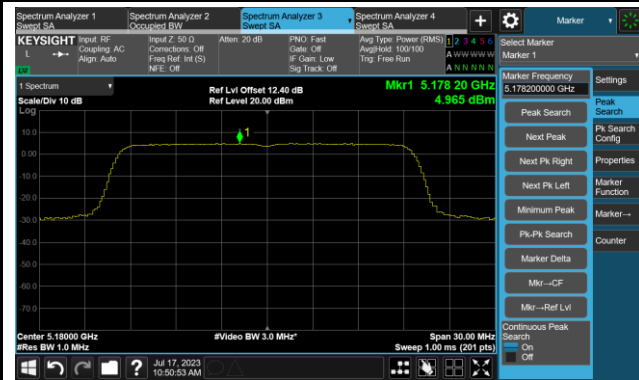 Spectrum Analyzer 1
Swept SA
Spectrum Analyzer 2
Occupied BW
Spectrum Analyzer 3
Swept SA
Spectrum Analyzer 4
Swept SA
Marker
KEYSIGHT
Input: RF
Coupling: AC
Align: Auto
Input Z: 50 Ω
Corrections: Off
Freq Ref: Int (S)
NFE: Off
Atten: 20 dB
PNO: Fast
Gate: Off
IF Gain: Low
Sig Track: Off
Avg Type: Power (RMS)
Avg|Hold: 100/100
Trig: Free Run
1 2 3 4 5 6
A W W W W W
A N N N N N
Select Marker
Marker 1
1 Spectrum
Scale/Div 10 dB
Log
Ref Lvl Offset 12.40 dB
Ref Level 20.00 dBm
Mkr1 5.178 20 GHz
4.965 dBm
1
10.0
0.00
-10.0
-20.0
-30.0
-40.0
-50.0
-60.0
-70.0
Center 5.18000 GHz
#Res BW 1.0 MHz
#Video BW 3.0 MHz*
Span 30.00 MHz
Sweep 1.00 ms (201 pts)
Marker Frequency
5.178200000 GHz
Peak Search
Next Peak
Next Pk Right
Next Pk Left
Minimum Peak
Pk-Pk Search
Marker Delta
Mkr→CF
Mkr→Ref Lvl
Continuous Peak
Search
On
Off
Settings
Peak
Search
Pk Search
Config
Properties
Marker
Function
Marker→
Counter
Jul 17, 2023
10:50:53 AM